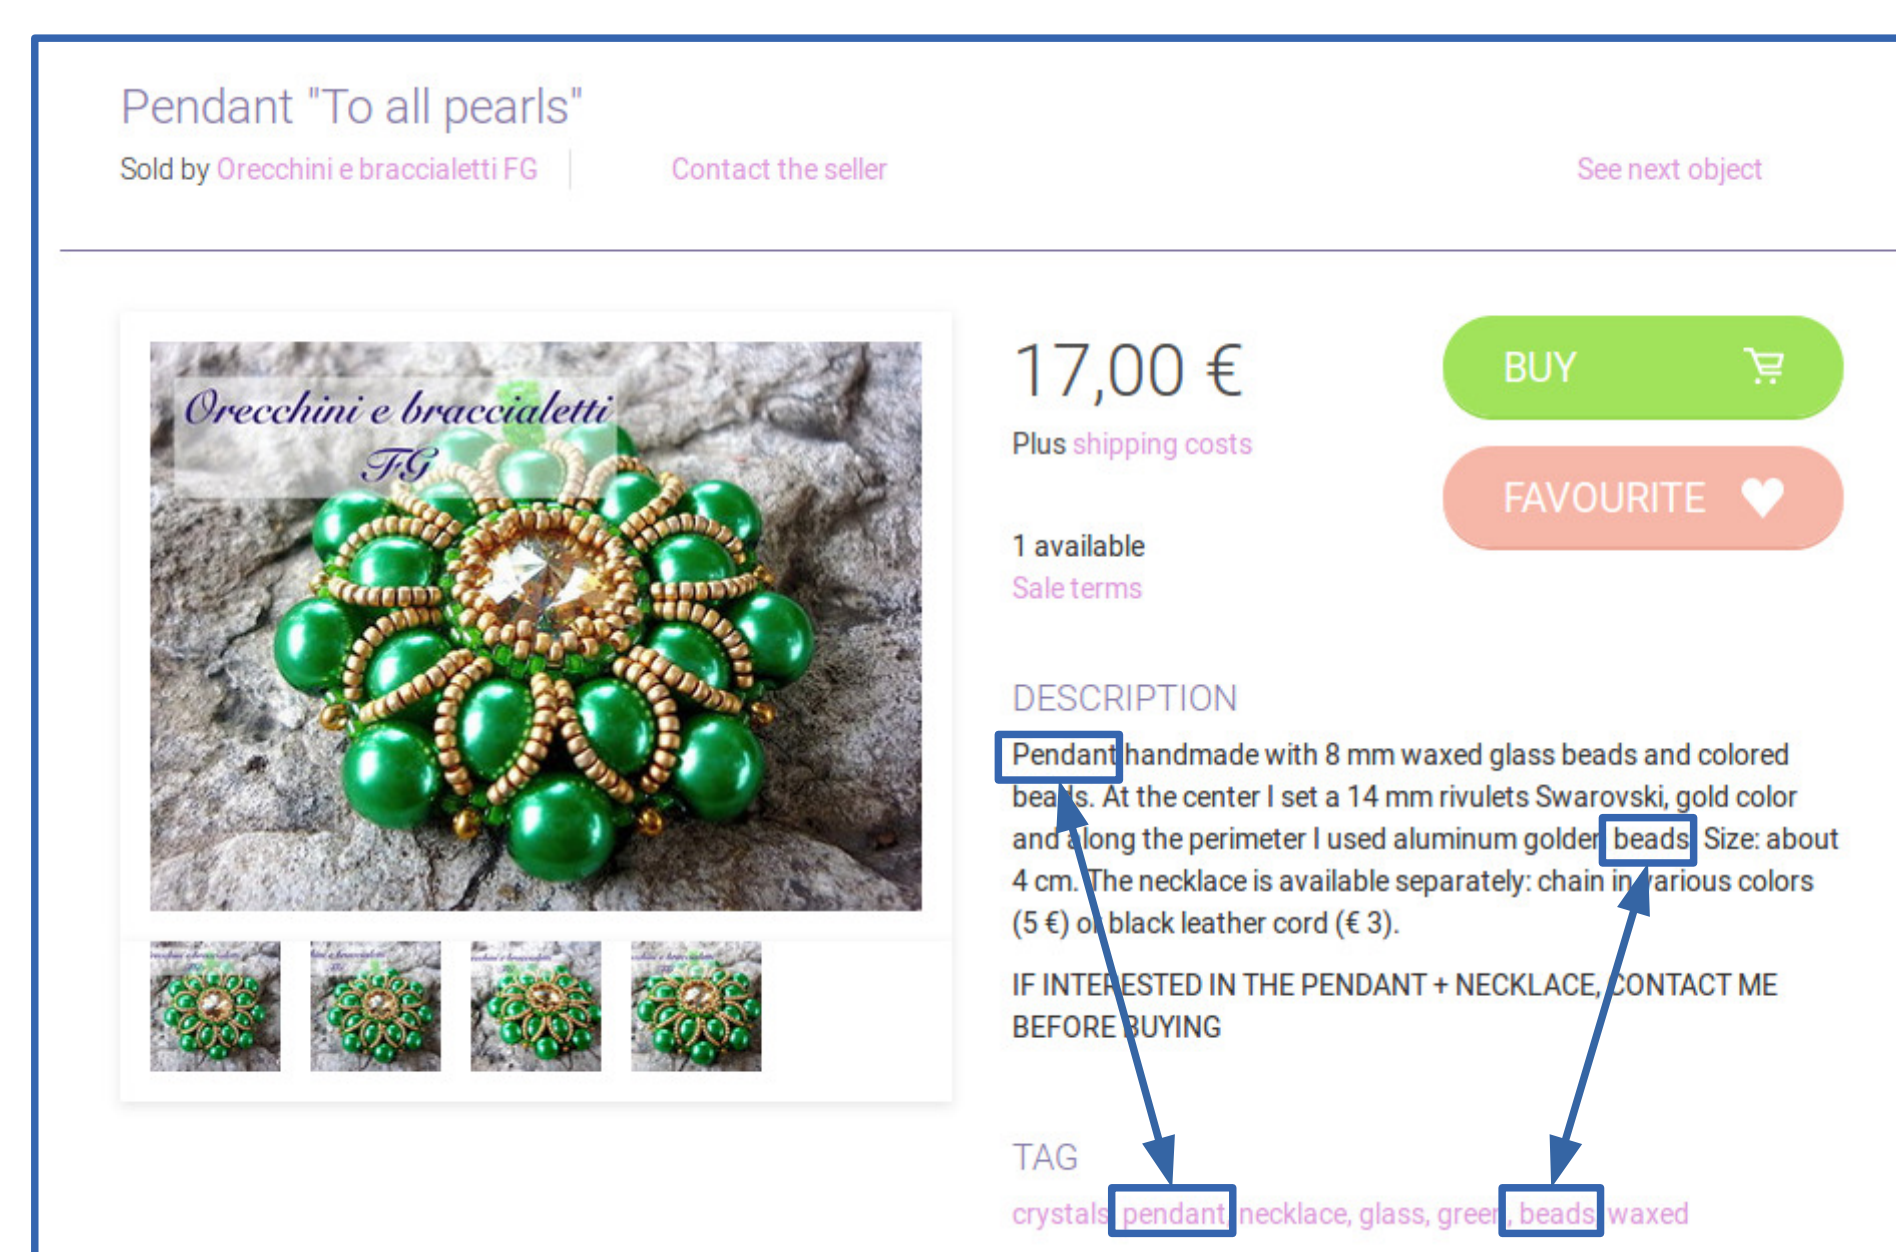 Pendant "To all pearls"
Sold by Orecchini e braccialetti FG
Contact the seller
See next object
Orecchini e braccialetti
FG
17,00 €
Plus shipping costs
1 available
Sale terms
BUY
FAVOURITE
DESCRIPTION
Pendant handmade with 8 mm waxed glass beads and colored
beads. At the center I set a 14 mm rivulets Swarovski, gold color
and along the perimeter I used aluminum golden beads. Size: about
4 cm. The necklace is available separately: chain in various colors
(5 €) or black leather cord (€ 3).
IF INTERESTED IN THE PENDANT + NECKLACE, CONTACT ME
BEFORE BUYING
TAG
crystals, pendant, necklace, glass, green, beads, waxed